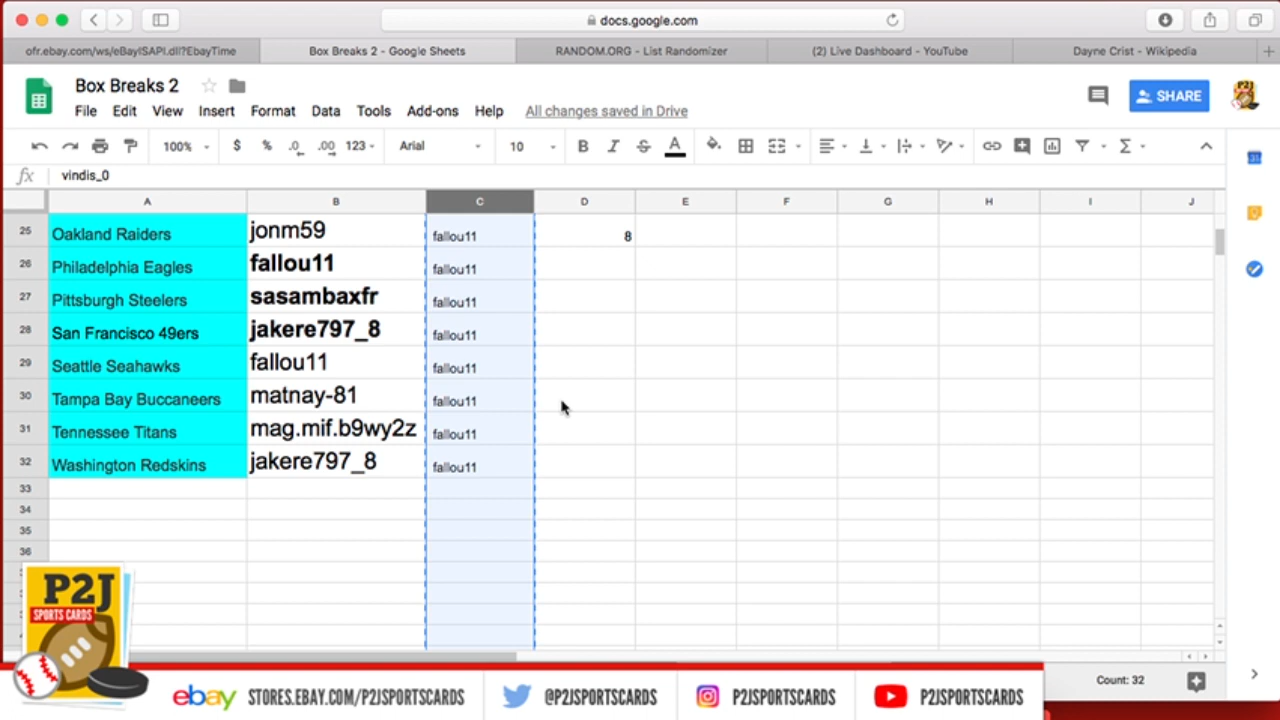 docs.google.com
ofr.ebay.com/ws/eBayISAPI.dll?EbayTime
Box Breaks 2 - Google Sheets
RANDOM.ORG - List Randomizer
(2) Live Dashboard - YouTube
Dayne Crist - Wikipedia
Box Breaks 2
File Edit View Insert Format Data Tools Add-ons Help All changes saved in Drive
SHARE
100% $ % .0 .00 123 Arial 10 B I S A
fx vindis_0
A B C D E F G H I J
25 Oakland Raiders jonm59 fallou11 8
26 Philadelphia Eagles fallou11 fallou11
27 Pittsburgh Steelers sasambaxfr fallou11
28 San Francisco 49ers jakere797_8 fallou11
29 Seattle Seahawks fallou11 fallou11
30 Tampa Bay Buccaneers matnay-81 fallou11
31 Tennessee Titans mag.mif.b9wy2z fallou11
32 Washington Redskins jakere797_8 fallou11
33
34
35
36
P2J
SPORTS CARDS
Count: 32
ebay STORES.EBAY.COM/P2JSPORTSCARDS @P2JSPORTSCARDS P2JSPORTSCARDS P2JSPORTSCARDS